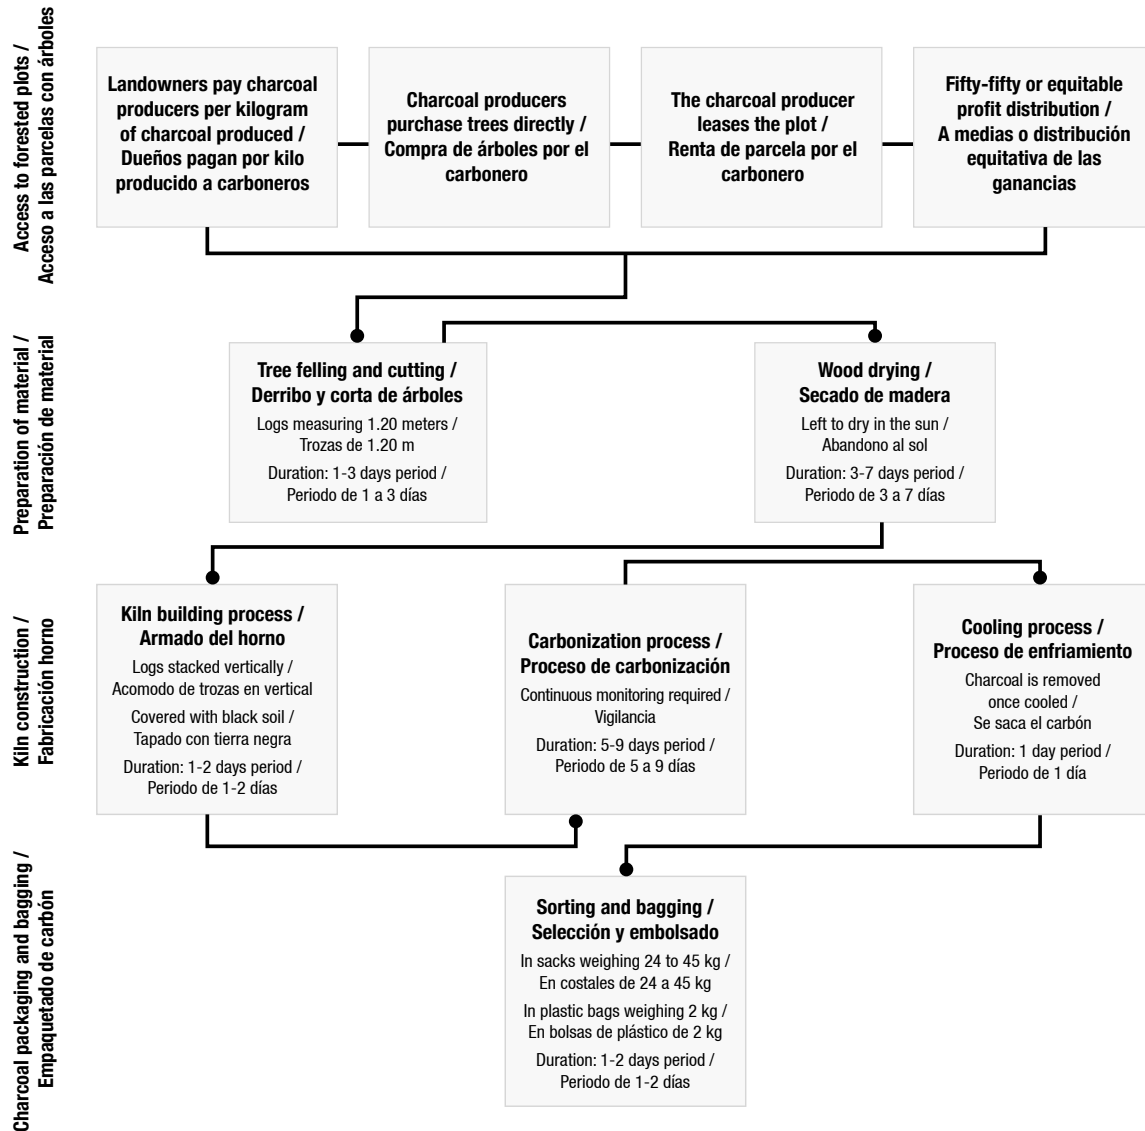 Access to forested plots /
Acceso a las parcelas con árboles
Landowners pay charcoal
producers per kilogram
of charcoal produced /
Dueños pagan por kilo
producido a carboneros
Charcoal producers
purchase trees directly /
Compra de árboles por el
carbonero
The charcoal producer
leases the plot /
Renta de parcela por el
carbonero
Fifty-fifty or equitable
profit distribution /
A medias o distribución
equitativa de las
ganancias
Preparation of material /
Preparación de material
Tree felling and cutting /
Derribo y corta de árboles
Logs measuring 1.20 meters /
Trozas de 1.20 m
Duration: 1-3 days period /
Periodo de 1 a 3 días
Wood drying /
Secado de madera
Left to dry in the sun /
Abandono al sol
Duration: 3-7 days period /
Periodo de 3 a 7 días
Kiln construction /
Fabricación horno
Kiln building process /
Armado del horno
Logs stacked vertically /
Acomodo de trozas en vertical
Covered with black soil /
Tapado con tierra negra
Duration: 1-2 days period /
Periodo de 1-2 días
Carbonization process /
Proceso de carbonización
Continuous monitoring required /
Vigilancia
Duration: 5-9 days period /
Periodo de 5 a 9 días
Cooling process /
Proceso de enfriamiento
Charcoal is removed
once cooled /
Se saca el carbón
Duration: 1 day period /
Periodo de 1 día
Charcoal packaging and bagging /
Empaquetado de carbón
Sorting and bagging /
Selección y embolsado
In sacks weighing 24 to 45 kg /
En costales de 24 a 45 kg
In plastic bags weighing 2 kg /
En bolsas de plástico de 2 kg
Duration: 1-2 days period /
Periodo de 1-2 días